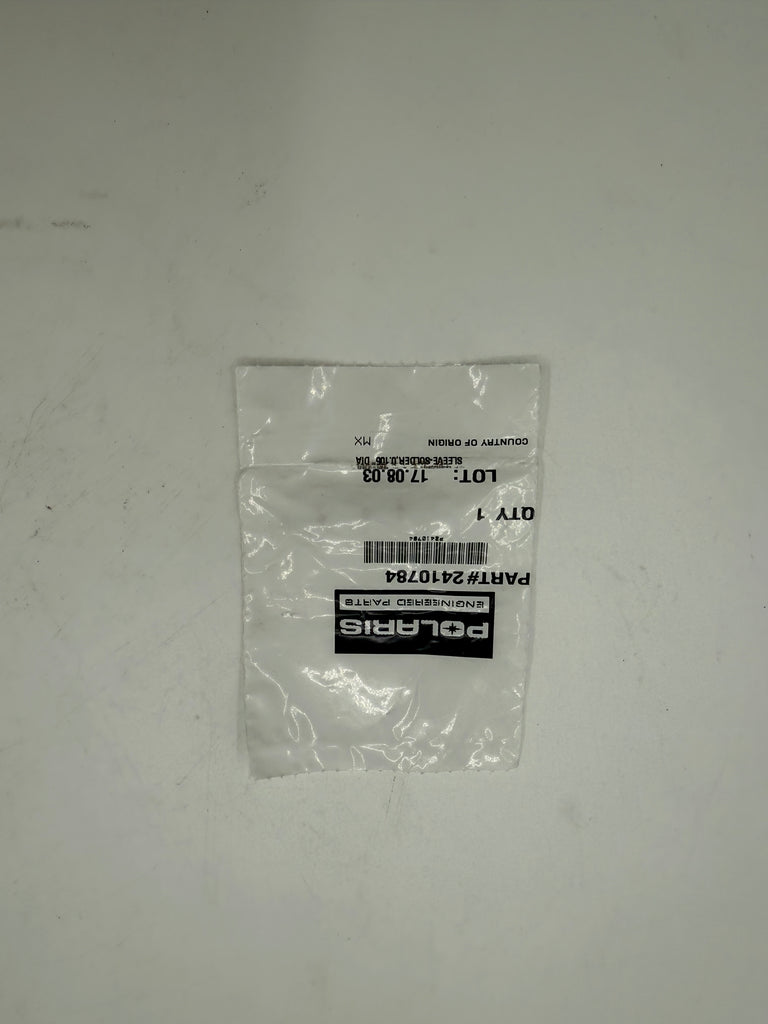 POLARIS
ENGINEERED PARTS
PART# 2410784
P2410784
QTY 1
LOT: 17.08.03
SLEEVE-SOLDER,0.106" DIA
COUNTRY OF ORIGIN MX